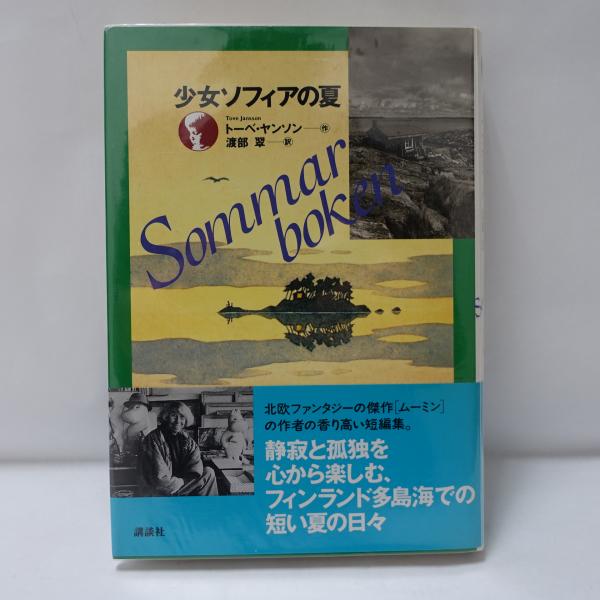 少女ソフィアの夏
Tove Jansson
トーベ・ヤンソン──作
渡部 翠──訳
Sommar
boken
北欧ファンタジーの傑作[ムーミン]
の作者の香り高い短編集。
静寂と孤独を
心から楽しむ、
フィンランド多島海での
短い夏の日々
講談社